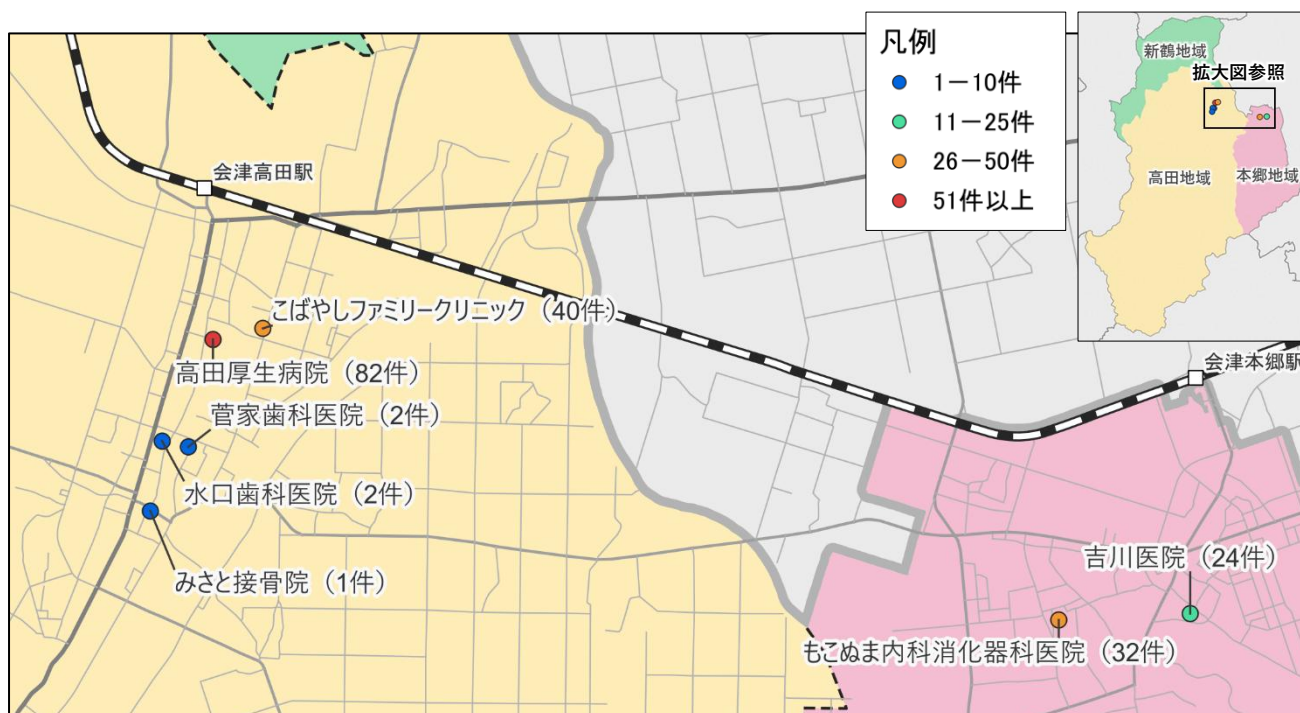 凡例
1－10件
11－25件
26－50件
51件以上
新鶴地域
拡大図参照
高田地域
本郷地域
会津高田駅
こばやしファミリークリニック（40件）
高田厚生病院（82件）
菅家歯科医院（2件）
水口歯科医院（2件）
みさと接骨院（1件）
会津本郷駅
吉川医院（24件）
もこぬま内科消化器科医院（32件）